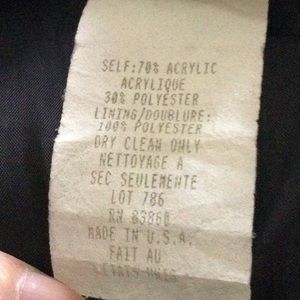 SELF:70% ACRYLIC
ACRYLIQUE
30% POLYESTER
LINING/DOUBLURE:
100% POLYESTER
DRY CLEAN ONLY
NETTOYAGE A
SEC SEULEMENTE
LOT 786
RN 83868
MADE IN U.S.A.
FAIT AU